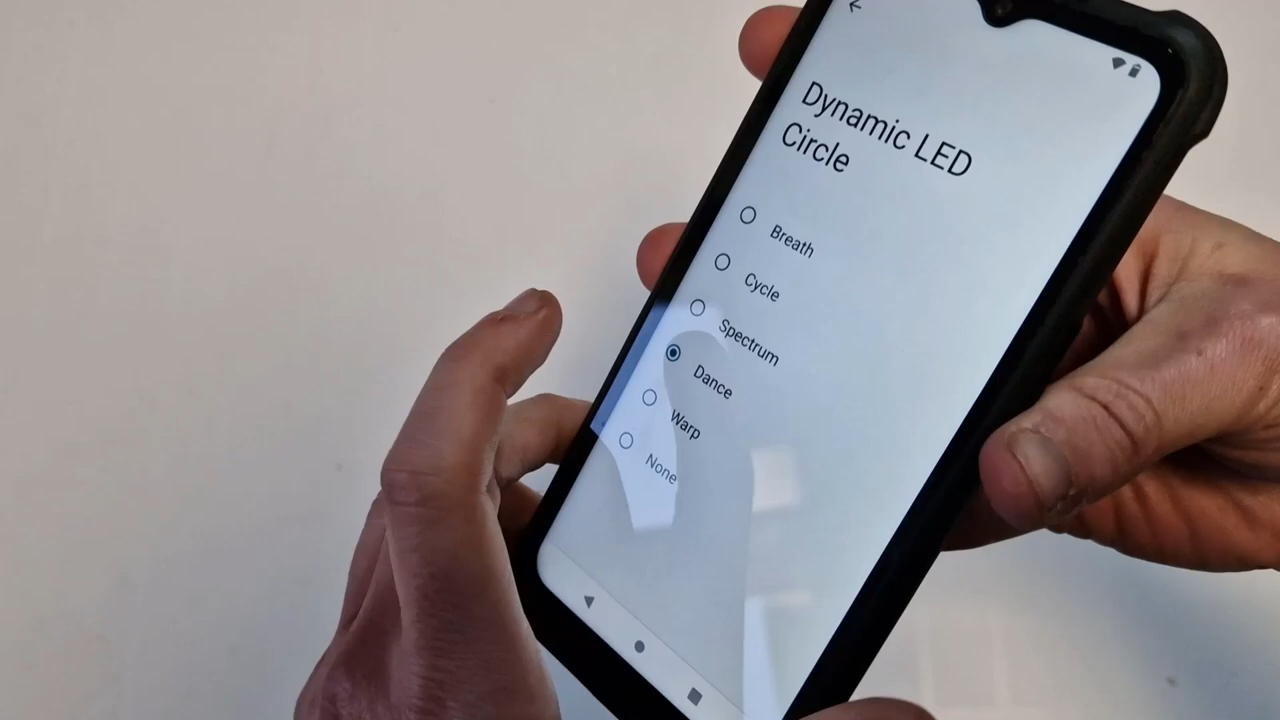 Dynamic LED
Circle
Breath
Cycle
Spectrum
Dance
Warp
None